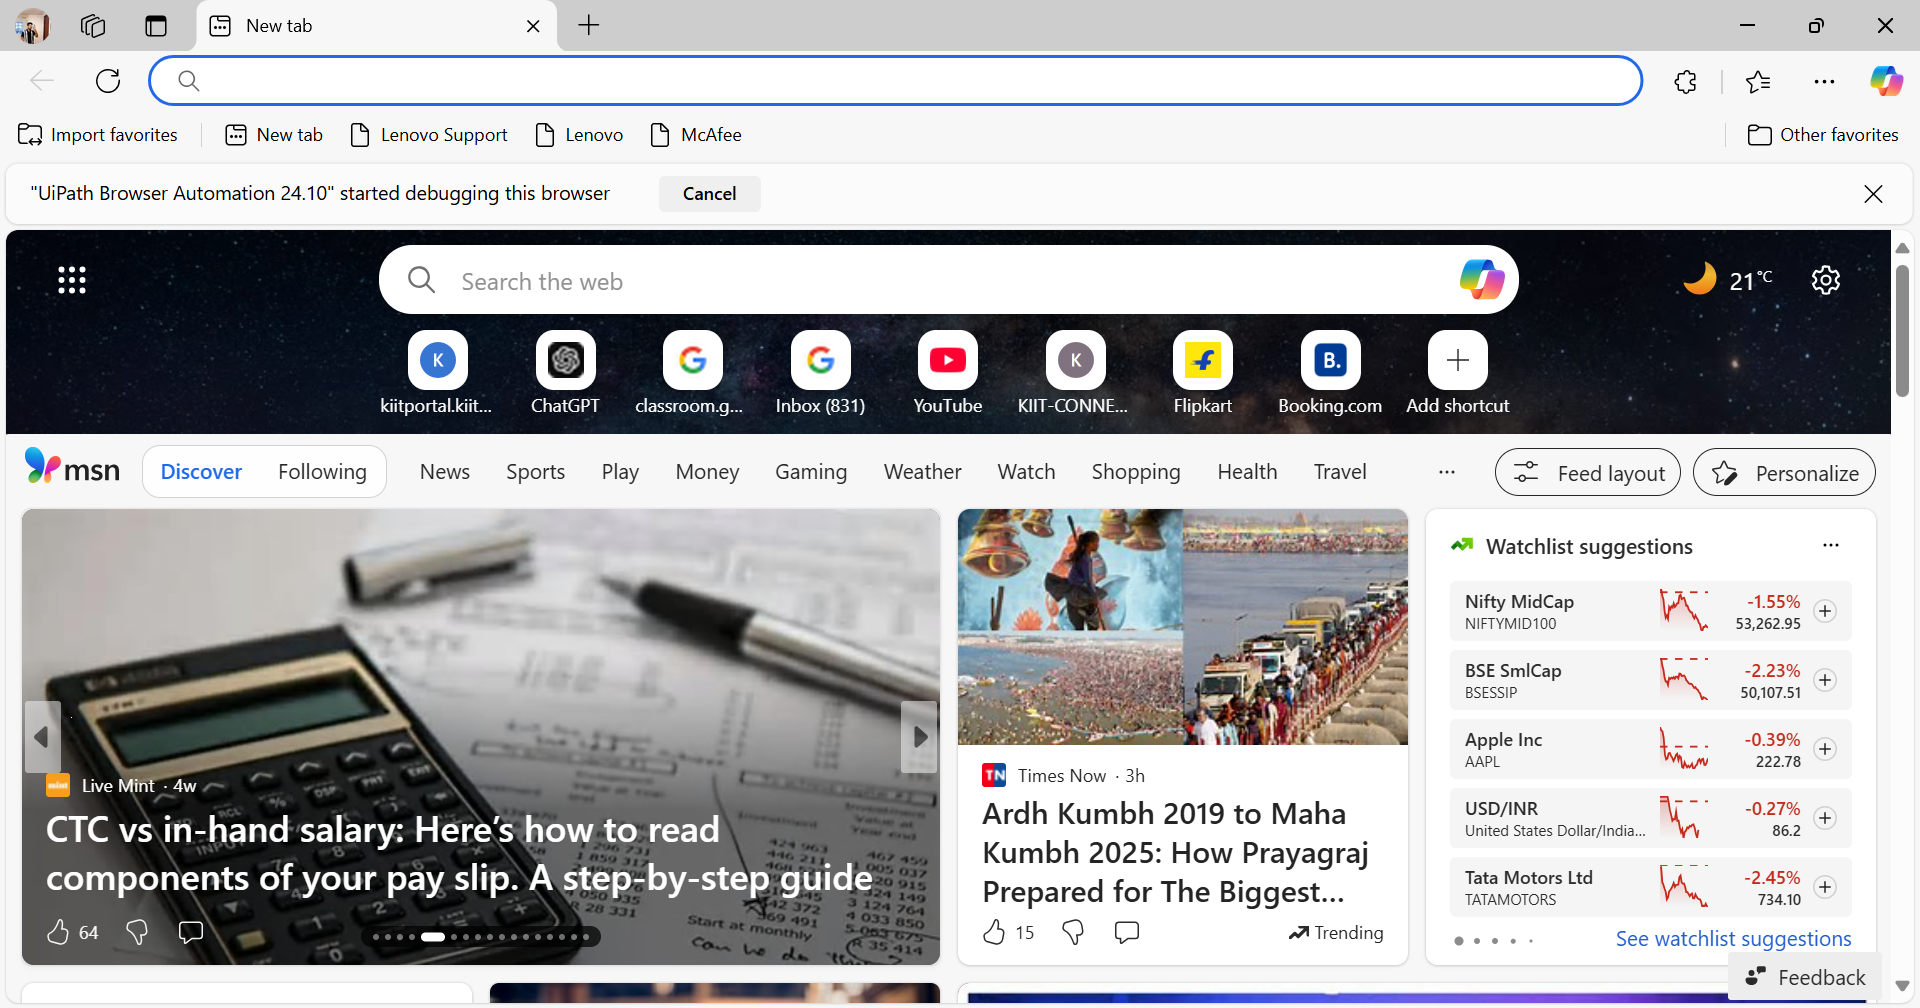 New tab
Import favorites
New tab
Lenovo Support
Lenovo
McAfee
Other favorites
"UiPath Browser Automation 24.10" started debugging this browser
Cancel
Search the web
21°C
K
kiitportal.kiit...
ChatGPT
classroom.g...
Inbox (831)
YouTube
K
KIIT-CONNE...
Flipkart
B.
Booking.com
Add shortcut
msn
Discover
Following
News
Sports
Play
Money
Gaming
Weather
Watch
Shopping
Health
Travel
Feed layout
Personalize
mint
Live Mint · 4w
CTC vs in-hand salary: Here's how to read
components of your pay slip. A step-by-step guide
64
Start at monthly
TN
Times Now · 3h
Ardh Kumbh 2019 to Maha
Kumbh 2025: How Prayagraj
Prepared for The Biggest...
15
Trending
Watchlist suggestions
Nifty MidCap
-1.55%
NIFTYMID100
53,262.95
BSE SmlCap
-2.23%
BSESSIP
50,107.51
Apple Inc
-0.39%
AAPL
222.78
USD/INR
-0.27%
United States Dollar/India...
86.2
Tata Motors Ltd
-2.45%
TATAMOTORS
734.10
See watchlist suggestions
Feedback